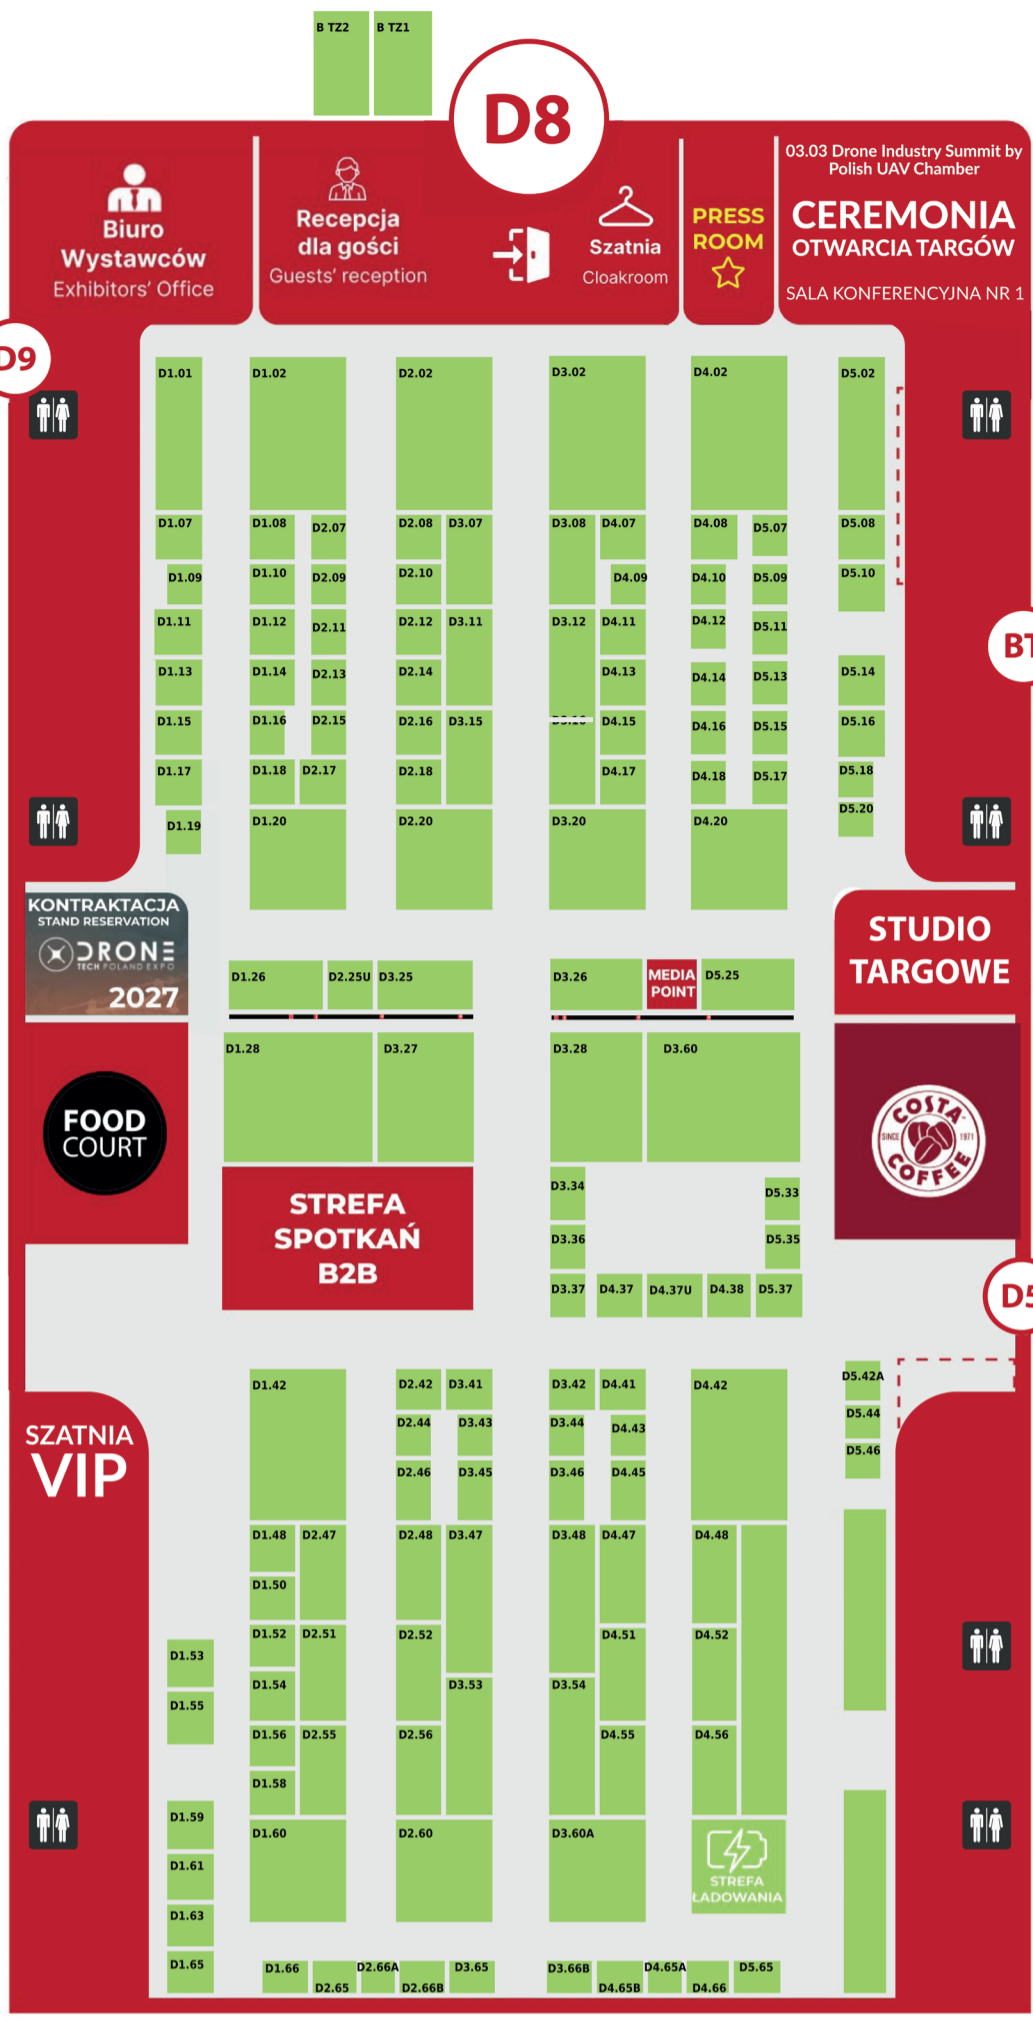 B TZ2
B TZ1
D8
Biuro
Wystawców
Exhibitors' Office
Recepcja
dla gości
Guests' reception
Szatnia
Cloakroom
PRESS
ROOM
03.03 Drone Industry Summit by
Polish UAV Chamber
CEREMONIA
OTWARCIA TARGÓW
SALA KONFERENCYJNA NR 1
D9
D1.01
D1.02
D2.02
D3.02
D4.02
D5.02
D1.07
D1.08
D2.07
D2.08
D3.07
D3.08
D4.07
D4.08
D5.07
D5.08
D1.09
D1.10
D2.09
D2.10
D4.09
D4.10
D5.09
D5.10
D1.11
D1.12
D2.11
D2.12
D3.11
D3.12
D4.11
D4.12
D5.11
BT
D1.13
D1.14
D2.13
D2.14
D4.13
D4.14
D5.13
D5.14
D1.15
D1.16
D2.15
D2.16
D3.15
D4.15
D4.16
D5.15
D5.16
D1.17
D1.18
D2.17
D2.18
D4.17
D4.18
D5.17
D5.18
D1.19
D1.20
D2.20
D3.20
D4.20
D5.20
KONTRAKTACJA
STAND RESERVATION
DRONE
TECH POLAND EXPO
2027
STUDIO
TARGOWE
D1.26
D2.25U
D3.25
D3.26
MEDIA
POINT
D5.25
D1.28
D3.27
D3.28
D3.60
FOOD
COURT
COSTA
SINCE 1971
COFFEE
STREFA
SPOTKAŃ
B2B
D3.34
D5.33
D3.36
D5.35
D3.37
D4.37
D4.37U
D4.38
D5.37
D5
D1.42
D2.42
D3.41
D3.42
D4.41
D4.42
D5.42A
D2.44
D3.43
D3.44
D4.43
D5.44
SZATNIA
VIP
D2.46
D3.45
D3.46
D4.45
D5.46
D1.48
D2.47
D2.48
D3.47
D3.48
D4.47
D4.48
D1.50
D1.52
D2.51
D2.52
D4.51
D4.52
D1.53
D1.54
D3.53
D3.54
D1.55
D1.56
D2.55
D2.56
D4.55
D4.56
D1.58
D1.59
D1.60
D2.60
D3.60A
STREFA
ŁADOWANIA
D1.61
D1.63
D1.65
D1.66
D2.65
D2.66A
D2.66B
D3.65
D3.66B
D4.65B
D4.65A
D4.66
D5.65